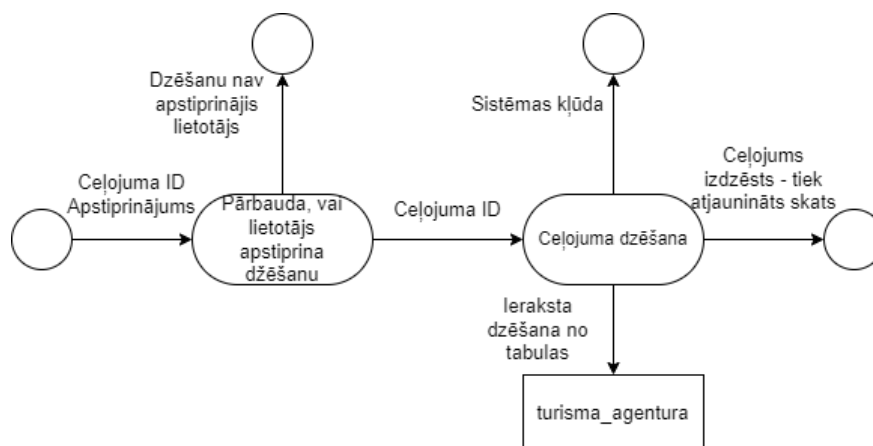 Dzēšanu nav
apstiprinājis
lietotājs
Sistēmas kļūda
Ceļojums
izdzēsts - tiek
atjaunināts skats
Ceļojuma ID
Apstiprinājums
Pārbauda, vai
lietotājs
apstiprina
džēšanu
Ceļojuma ID
Ceļojuma dzēšana
Ieraksta
dzēšana no
tabulas
turisma_agentura